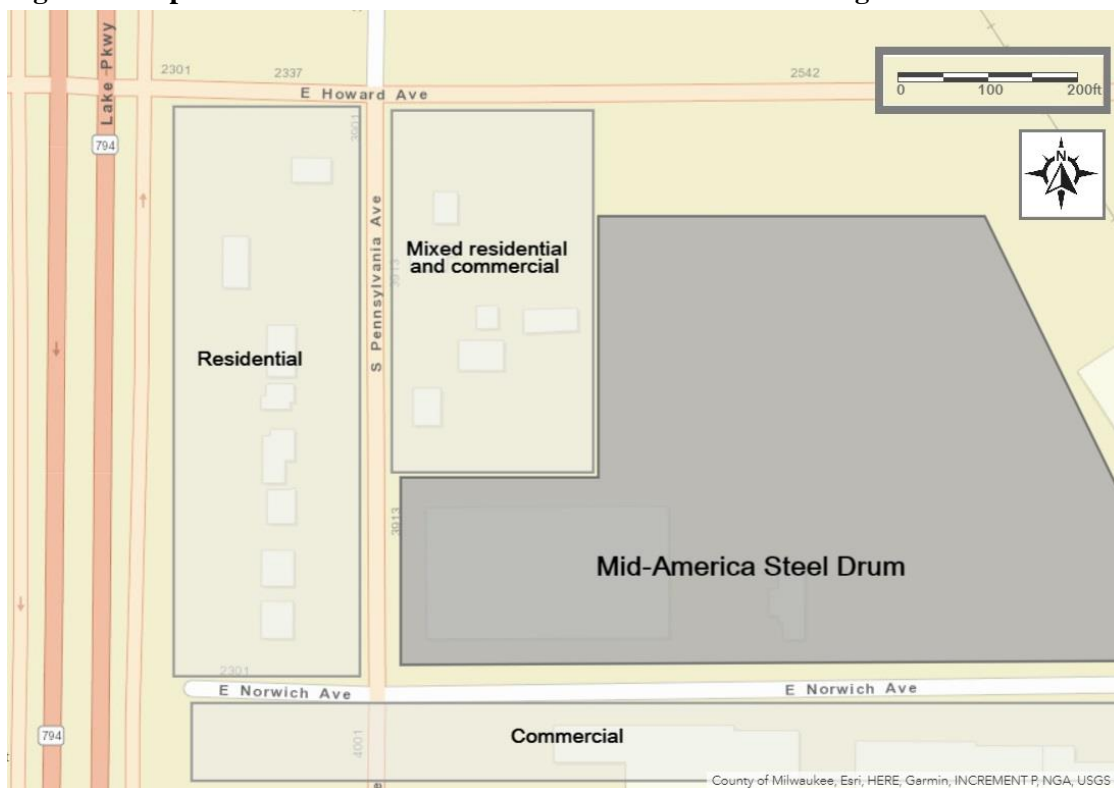 Lake Pkwy
2301
2337
2542
E Howard Ave
0 100 200ft
794
N
3901
S Pennsylvania Ave
Mixed residential
and commercial
3913
Residential
3913
Mid-America Steel Drum
2301
E Norwich Ave
E Norwich Ave
794
Commercial
4001
County of Milwaukee, Esri, HERE, Garmin, INCREMENT P, NGA, USGS